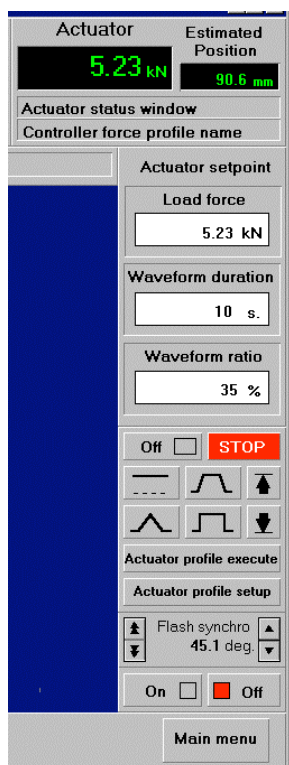 Actuator
Estimated
Position
5.23 kN
90.6 mm
Actuator status window
Controller force profile name
Actuator setpoint
Load force
5.23 kN
Waveform duration
10 s.
Waveform ratio
35 %
Off STOP
Actuator profile execute
Actuator profile setup
Flash synchro
45.1 deg.
On Off
Main menu